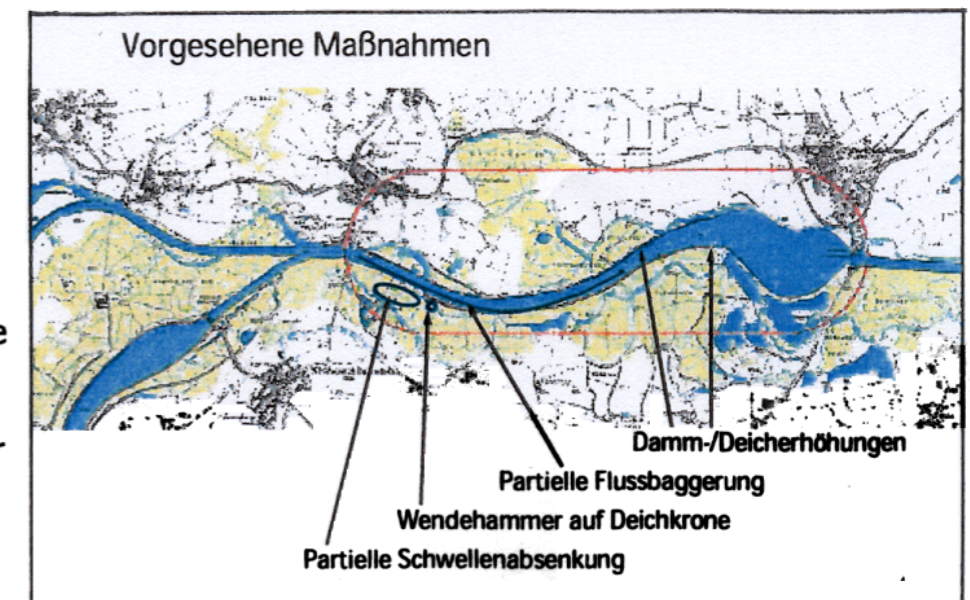 Vorgesehene Maßnahmen
Damm-/Deicherhöhungen
Partielle Flussbaggerung
Wendehammer auf Deichkrone
Partielle Schwellenabsenkung